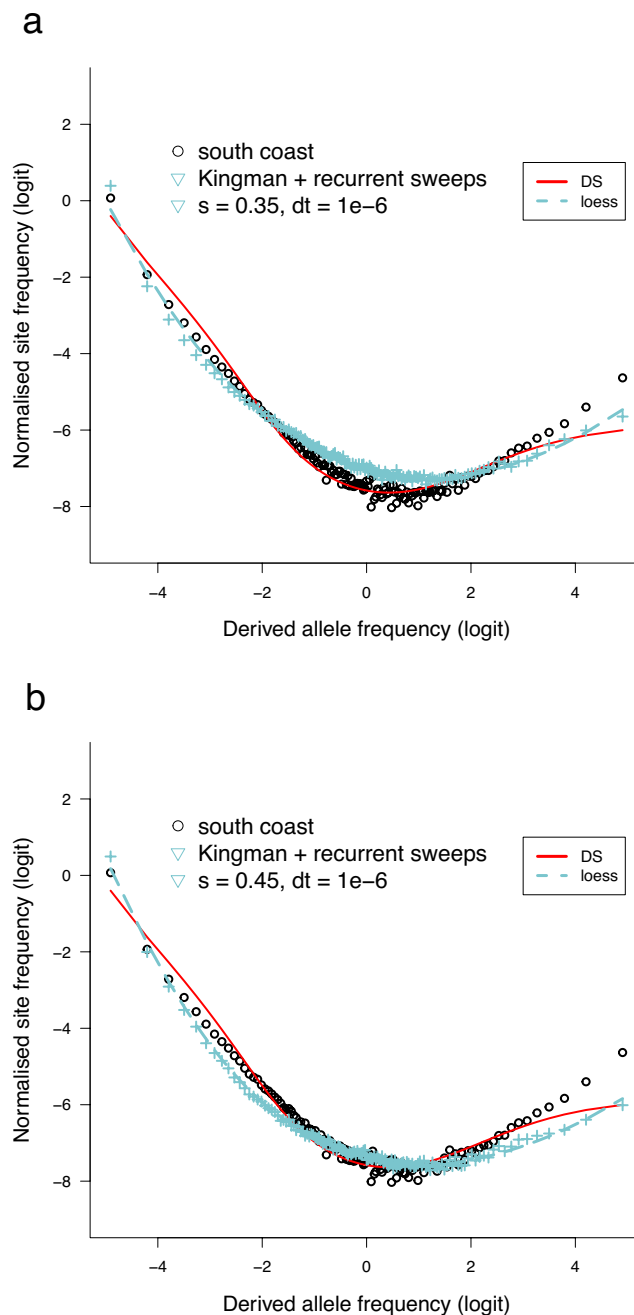 a
2
0
−2
−4
−6
−8
Normalised site frequency (logit)
south coast
Kingman + recurrent sweeps
s = 0.35, dt = 1e−6
DS
loess
−4
−2
0
2
4
Derived allele frequency (logit)
b
2
0
−2
−4
−6
−8
Normalised site frequency (logit)
south coast
Kingman + recurrent sweeps
s = 0.45, dt = 1e−6
DS
loess
−4
−2
0
2
4
Derived allele frequency (logit)